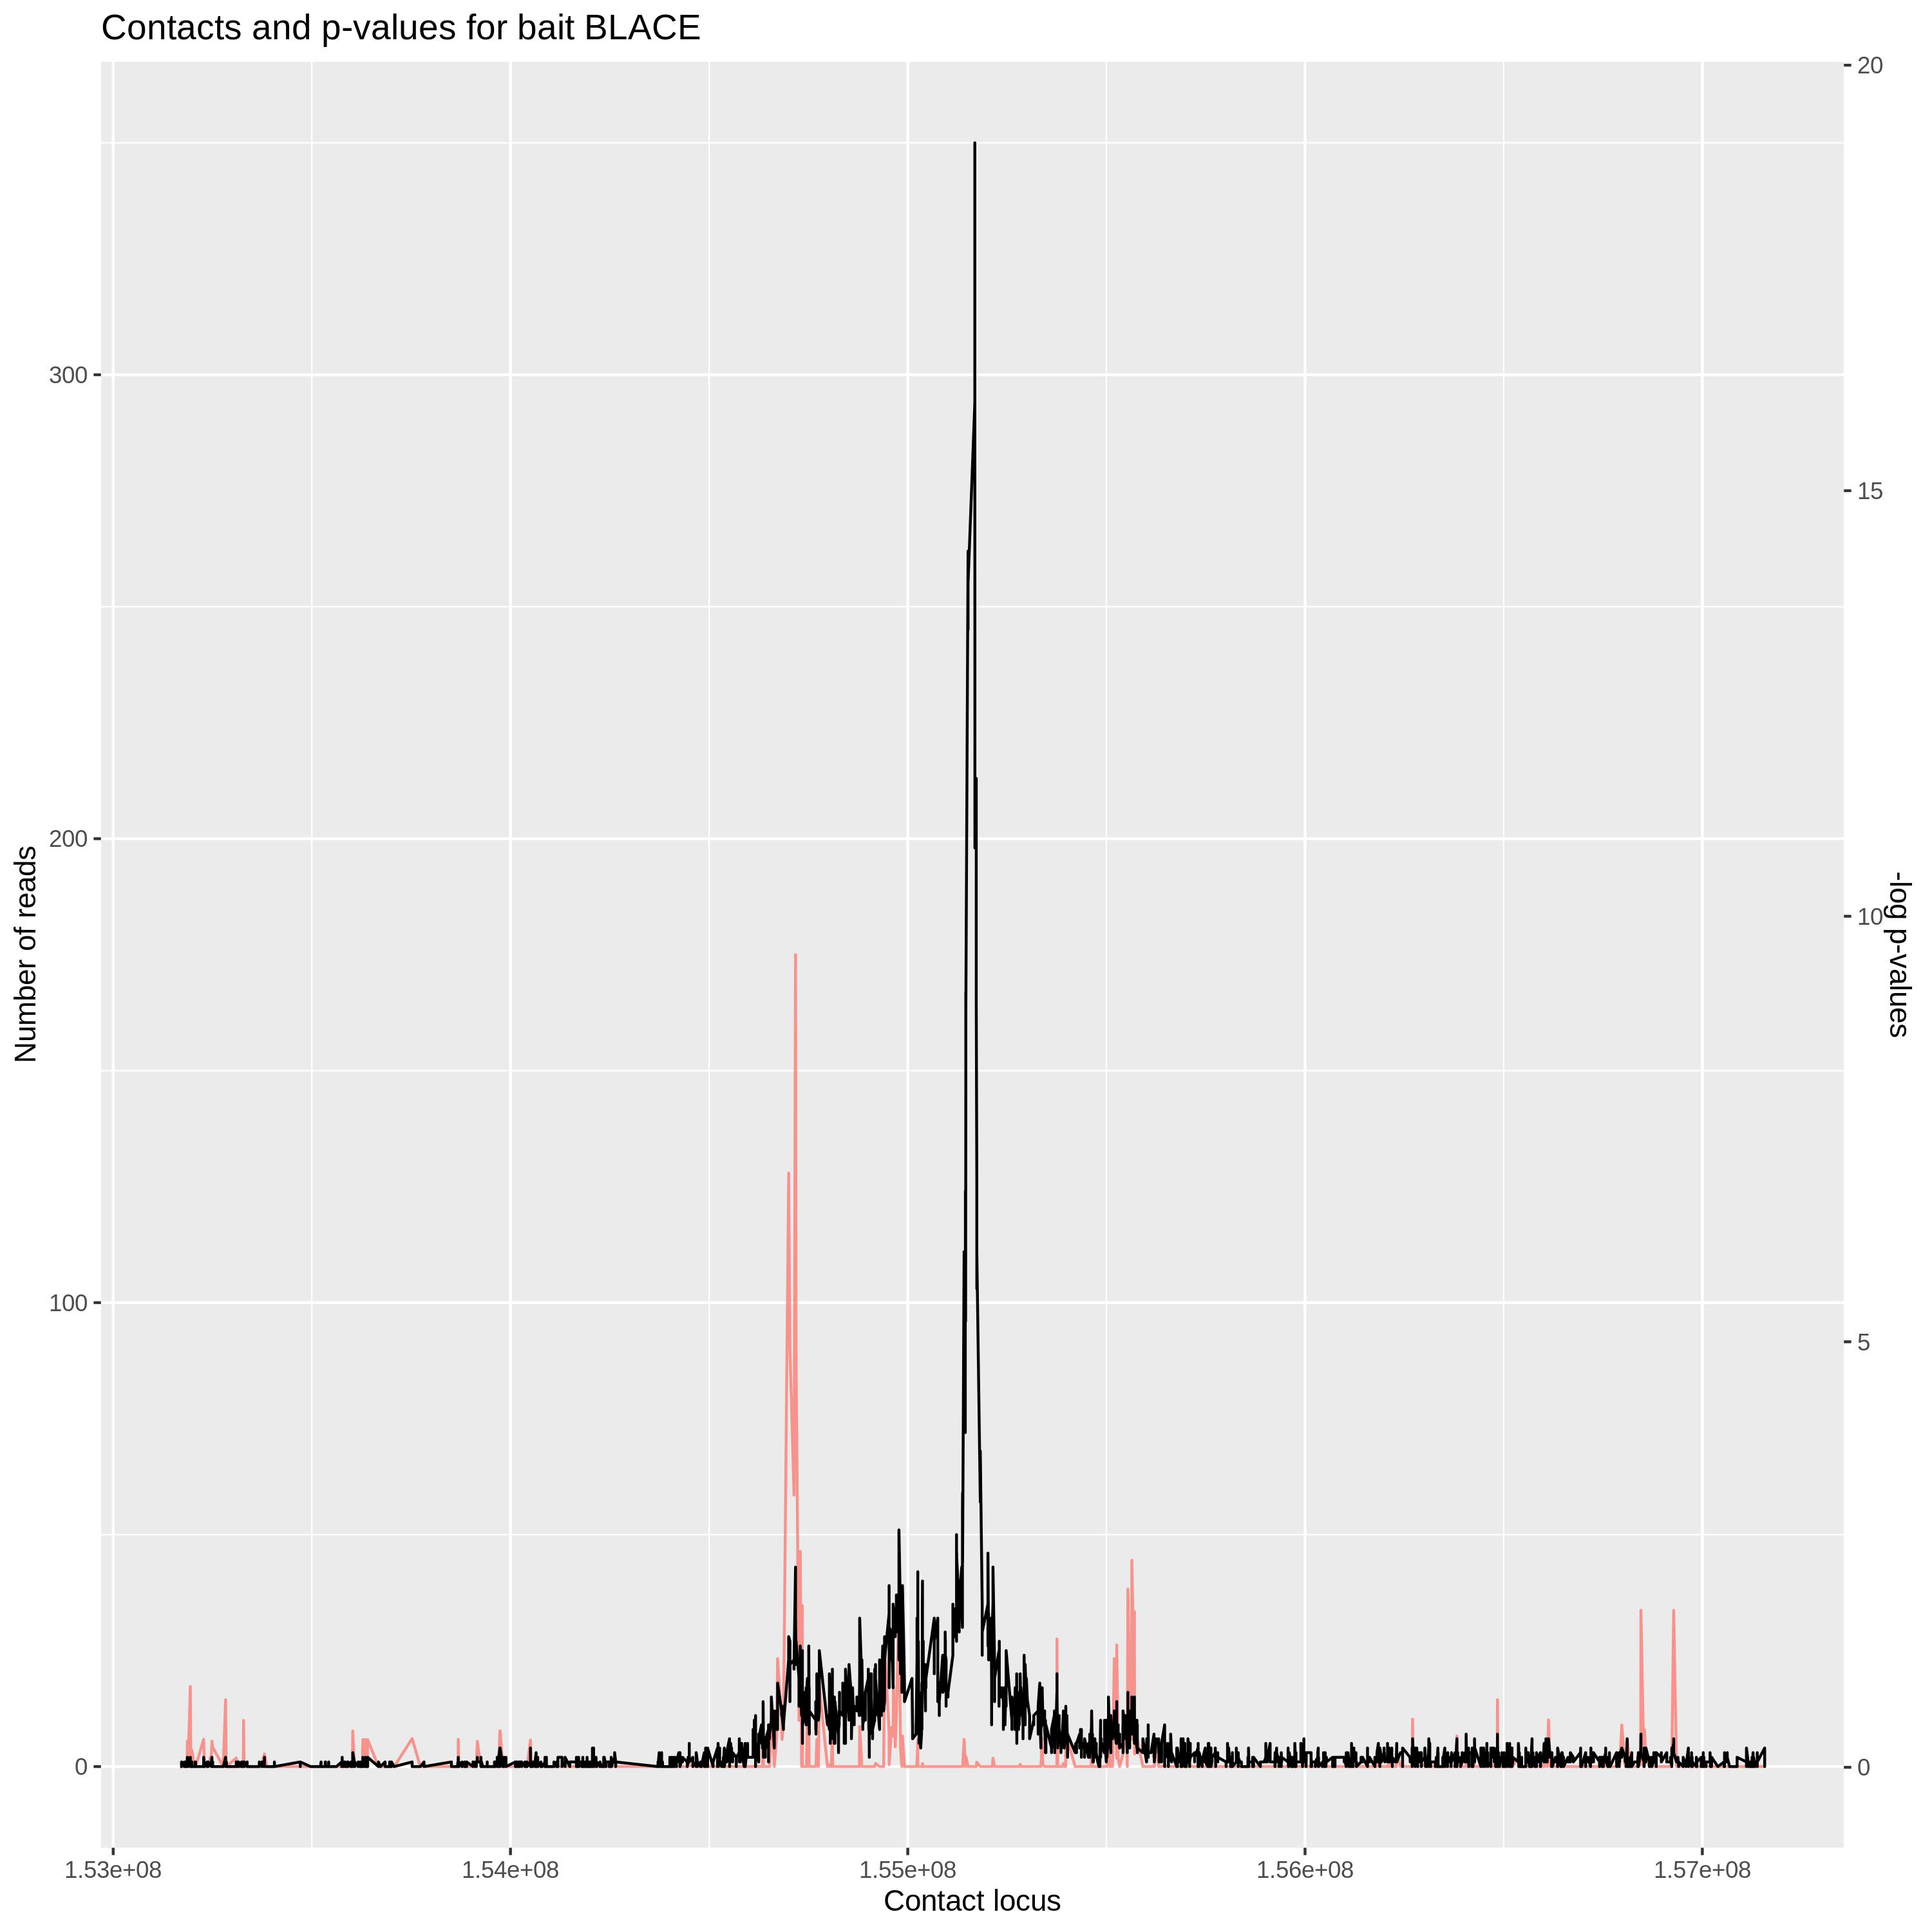 Contacts and p-values for bait BLACE
Number of reads
300
200
100
0
20
15
10
5
0
-log p-values
1.53e+08
1.54e+08
1.55e+08
1.56e+08
1.57e+08
Contact locus